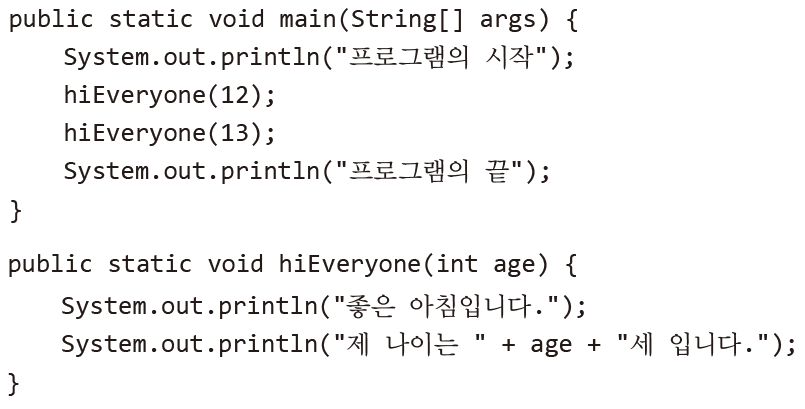 public static void main(String[] args) {
    System.out.println("프로그램의 시작");
    hiEveryone(12);
    hiEveryone(13);
    System.out.println("프로그램의 끝");
}
public static void hiEveryone(int age) {
    System.out.println("좋은 아침입니다.");
    System.out.println("제 나이는 " + age + "세 입니다.");
}